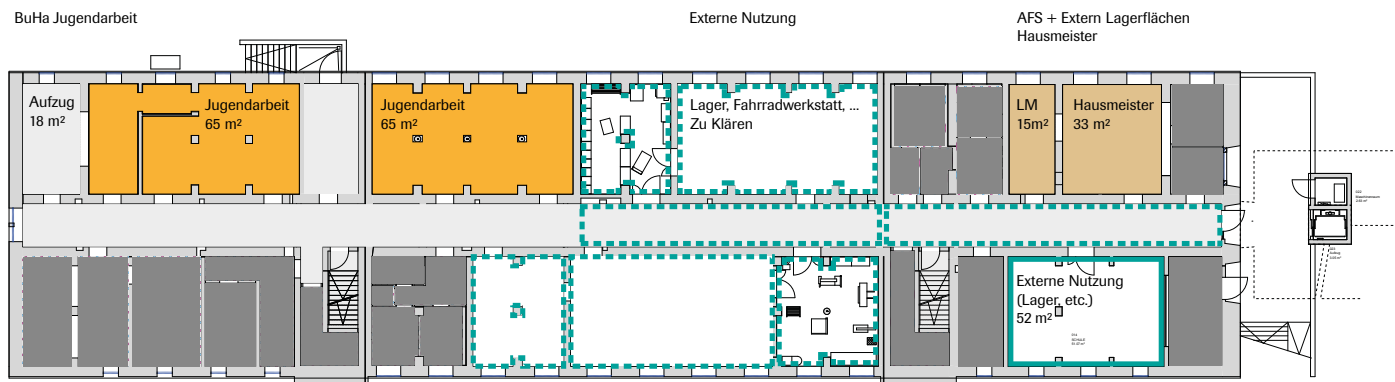 BuHa Jugendarbeit
Externe Nutzung
AFS + Extern Lagerflächen
Hausmeister
Aufzug
18 m²
Jugendarbeit
65 m²
Jugendarbeit
65 m²
Lager, Fahrradwerkstatt, ...
Zu Klären
LM
15m²
Hausmeister
33 m²
Externe Nutzung
(Lager, etc.)
52 m²